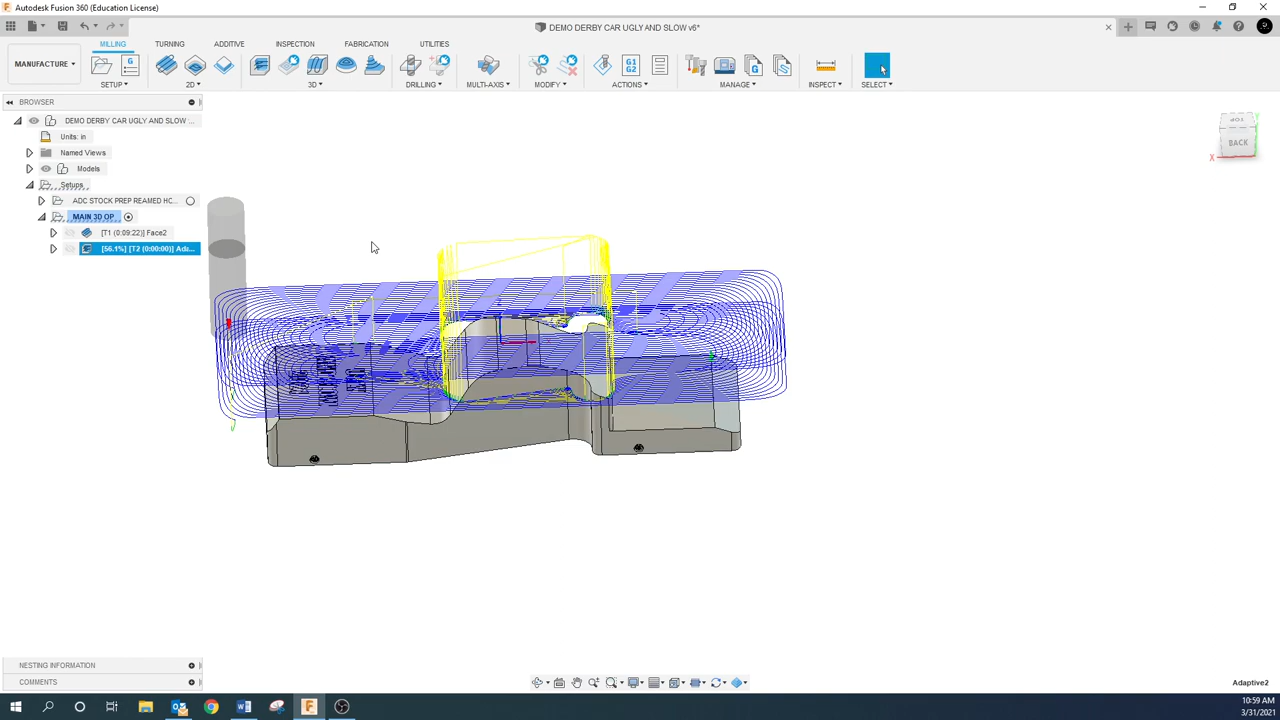 Autodesk Fusion 360 (Education License)
DEMO DERBY CAR UGLY AND SLOW v6*
MILLING TURNING ADDITIVE INSPECTION FABRICATION UTILITIES
MANUFACTURE
G1
G2
SETUP 2D 3D DRILLING MULTI-AXIS MODIFY ACTIONS MANAGE INSPECT SELECT
BROWSER
DEMO DERBY CAR UGLY AND SLOW ...
Units: in
Named Views
Models
Setups
ADC STOCK PREP REAMED HC...
MAIN 3D OP
[T1 (0:09:22)] Face2
[56.1%] [T2 (0:00:00)] Ada...
TOP
BACK
X
NESTING INFORMATION
COMMENTS
Adaptive2
10:59 AM
3/31/2021